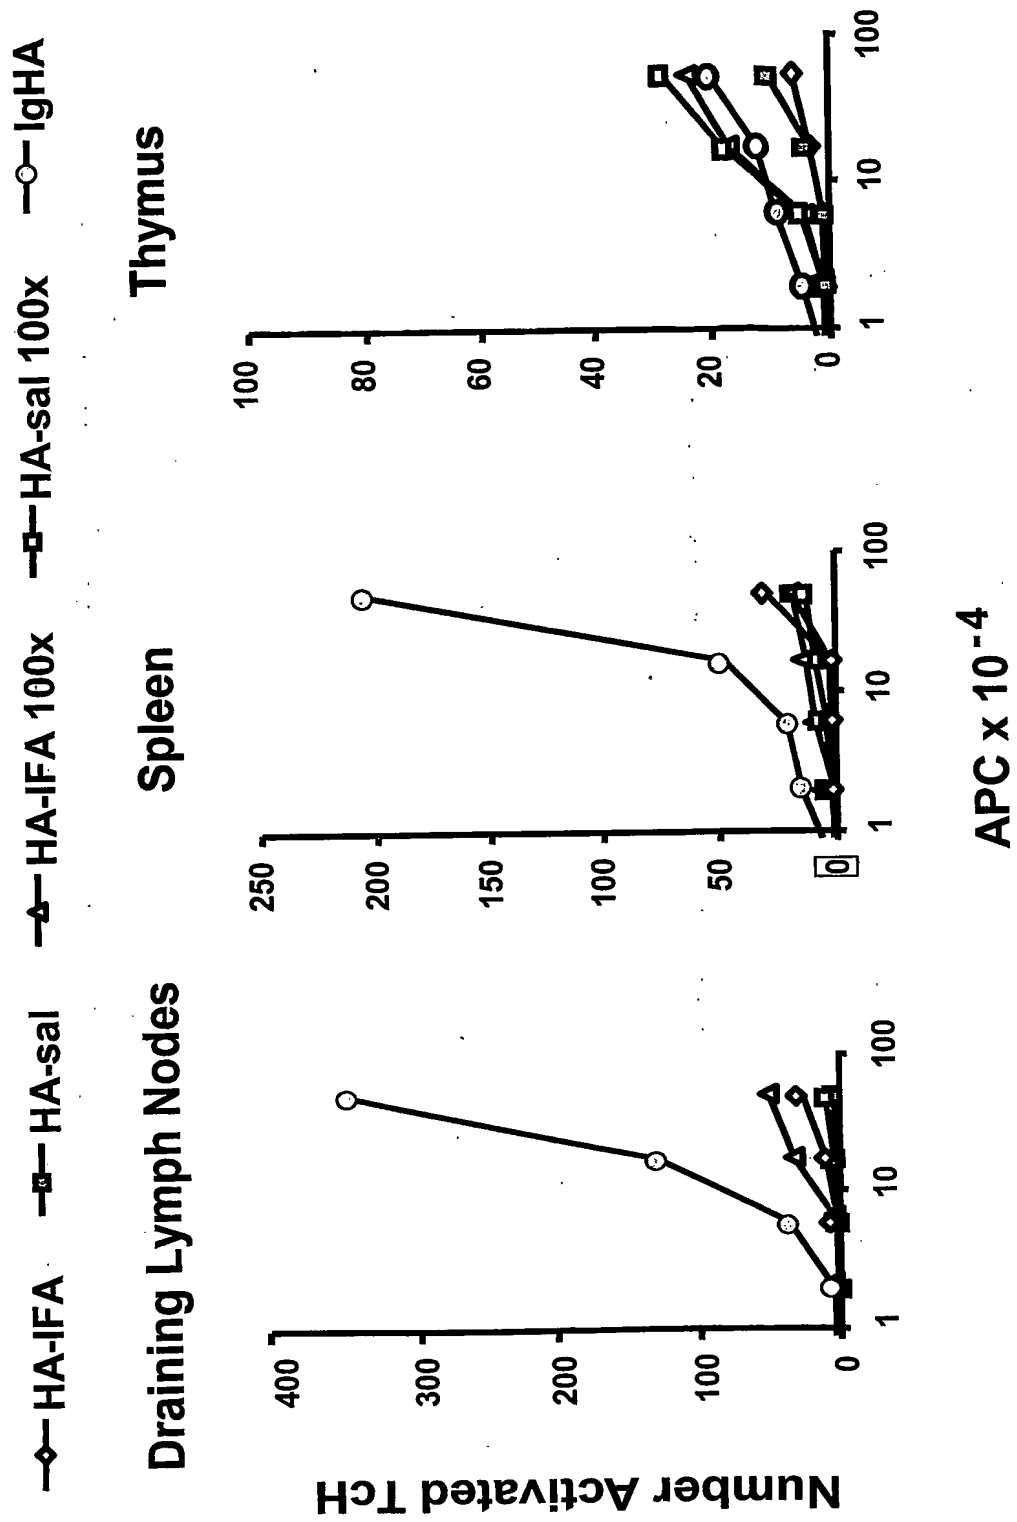 HA-IFA HA-sal HA-IFA 100x HA-sal 100x IgHA
Draining Lymph Nodes Spleen Thymus
Number Activated TcH
400
300
200
100
0
1 10 100
250
200
150
100
50
0
1 10 100
100
80
60
40
20
0
1 10 100
APC x 10-4